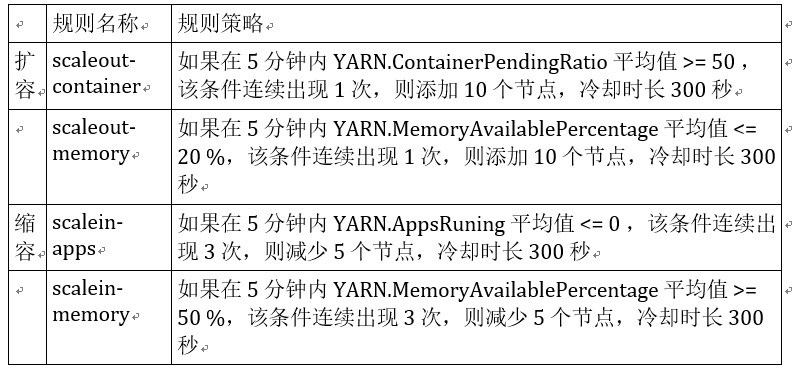 规则名称 规则策略
扩容 scaleout-container 如果在 5 分钟内 YARN.ContainerPendingRatio 平均值 >= 50 ,
该条件连续出现 1 次，则添加 10 个节点，冷却时长 300 秒
scaleout-memory 如果在 5 分钟内 YARN.MemoryAvailablePercentage 平均值 <=
20 %，该条件连续出现 1 次，则添加 10 个节点，冷却时长 300
秒
缩容 scalein-apps 如果在 5 分钟内 YARN.AppsRuning 平均值 <= 0 ，该条件连续出
现 3 次，则减少 5 个节点，冷却时长 300 秒
scalein-memory 如果在 5 分钟内 YARN.MemoryAvailablePercentage 平均值 >=
50 %，该条件连续出现 3 次，则减少 5 个节点，冷却时长 300
秒